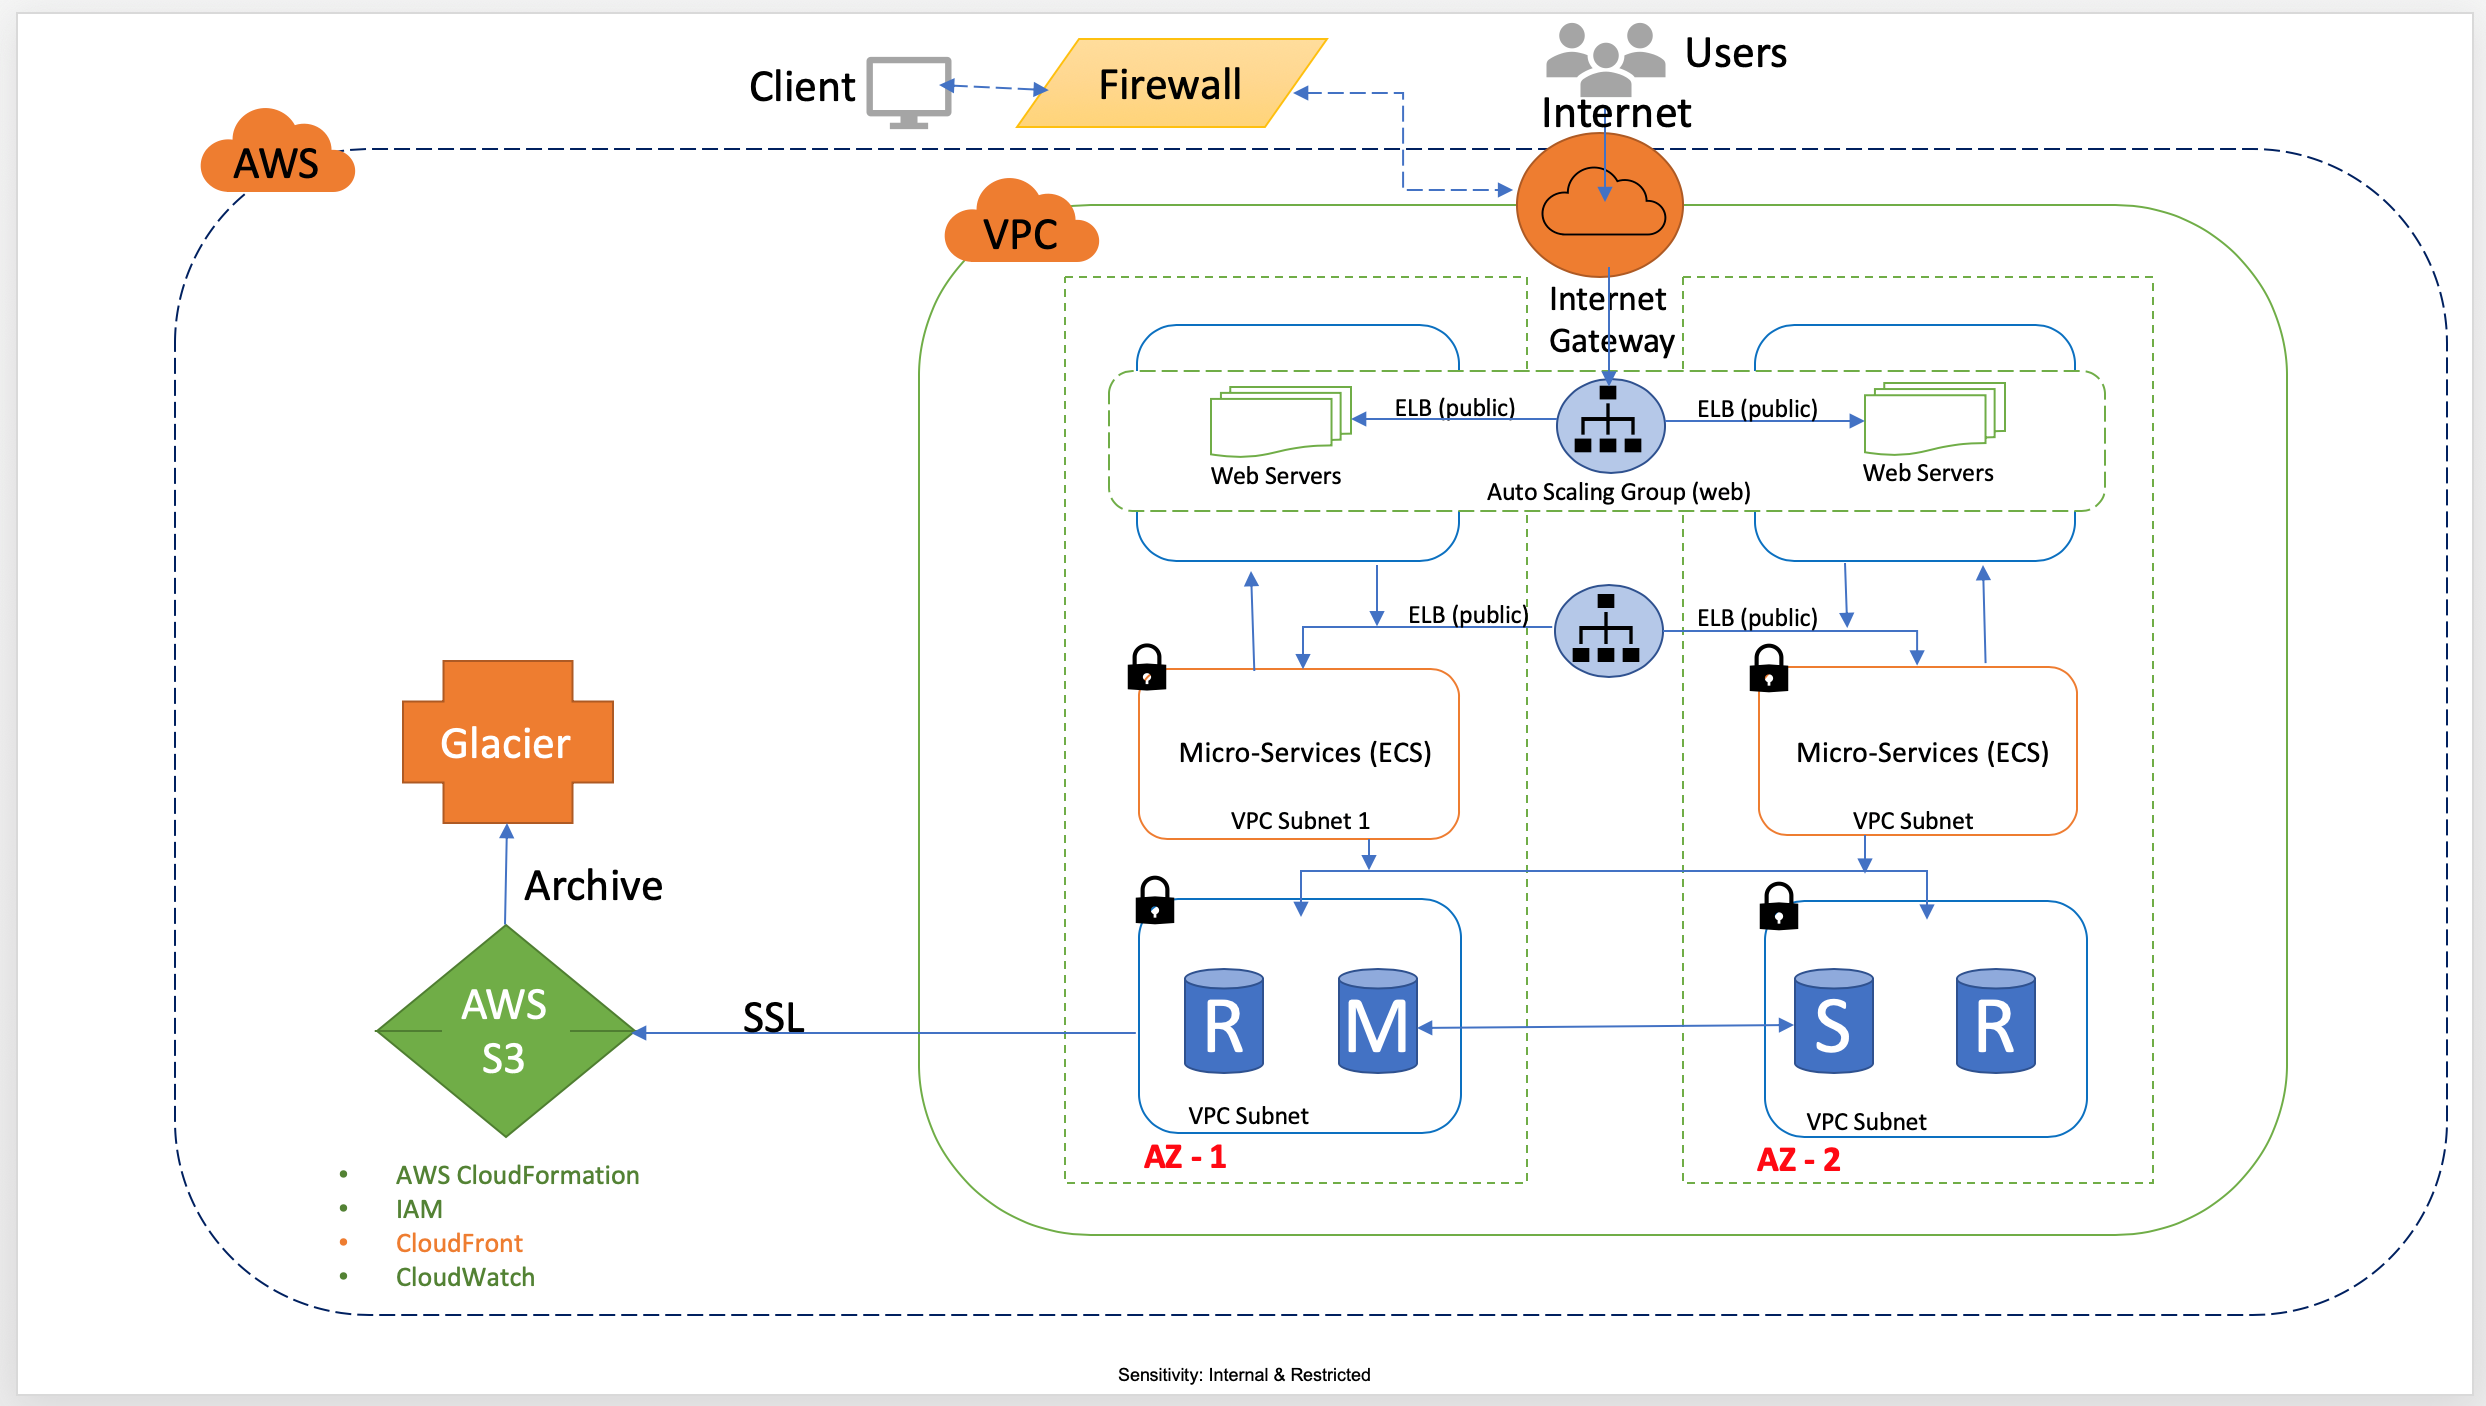 Users
Client
Firewall
Internet
AWS
VPC
Internet
Gateway
ELB (public)
ELB (public)
Web Servers
Web Servers
Auto Scaling Group (web)
ELB (public)
ELB (public)
Glacier
Micro-Services (ECS)
Micro-Services (ECS)
VPC Subnet 1
VPC Subnet
Archive
AWS
S3
SSL
R
M
S
R
VPC Subnet
VPC Subnet
AZ - 1
AZ - 2
• AWS CloudFormation
• IAM
• CloudFront
• CloudWatch
Sensitivity: Internal & Restricted